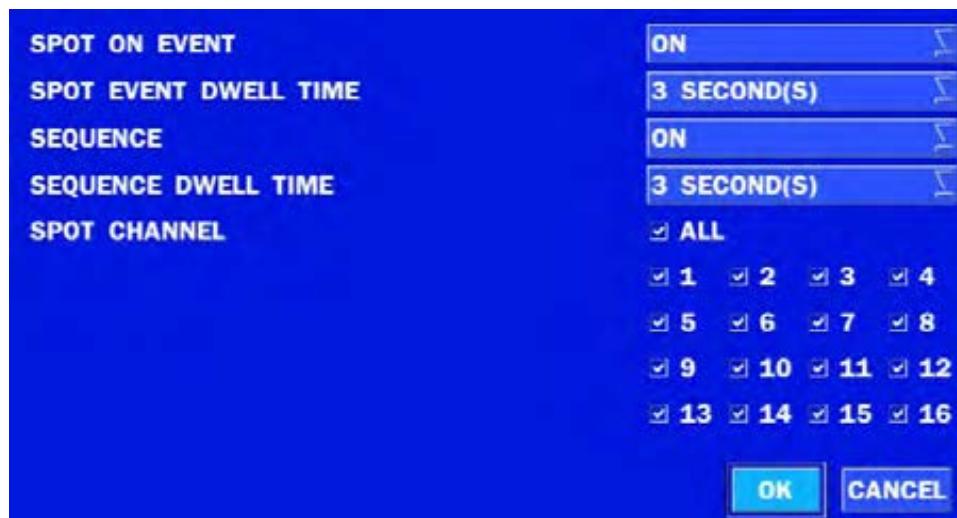 SPOT ON EVENT ON
SPOT EVENT DWELL TIME 3 SECOND(S)
SEQUENCE ON
SEQUENCE DWELL TIME 3 SECOND(S)
SPOT CHANNEL ALL
1 2 3 4
5 6 7 8
9 10 11 12
13 14 15 16
OK CANCEL